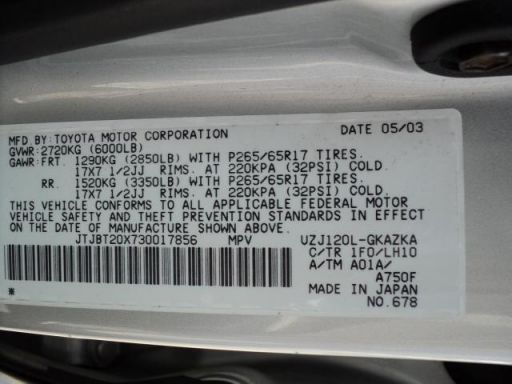 MFD. BY: TOYOTA MOTOR CORPORATION DATE 05/03
GVWR: 2720KG (6000LB)
GAWR: FRT. 1290KG (2850LB) WITH P265/65R17 TIRES.
17X7 1/2JJ RIMS. AT 220KPA (32PSI) COLD.
RR. 1520KG (3350LB) WITH P265/65R17 TIRES.
17X7 1/2JJ RIMS. AT 220KPA (32PSI) COLD.
THIS VEHICLE CONFORMS TO ALL APPLICABLE FEDERAL MOTOR
VEHICLE SAFETY AND THEFT PREVENTION STANDARDS IN EFFECT
ON THE DATE OF MANUFACTURE SHOWN ABOVE.
JTJBT20X730017856 MPV UZJ120L-GKAZKA
C/TR 1F0/LH10
A/TM A01A/
A750F
MADE IN JAPAN
NO.678